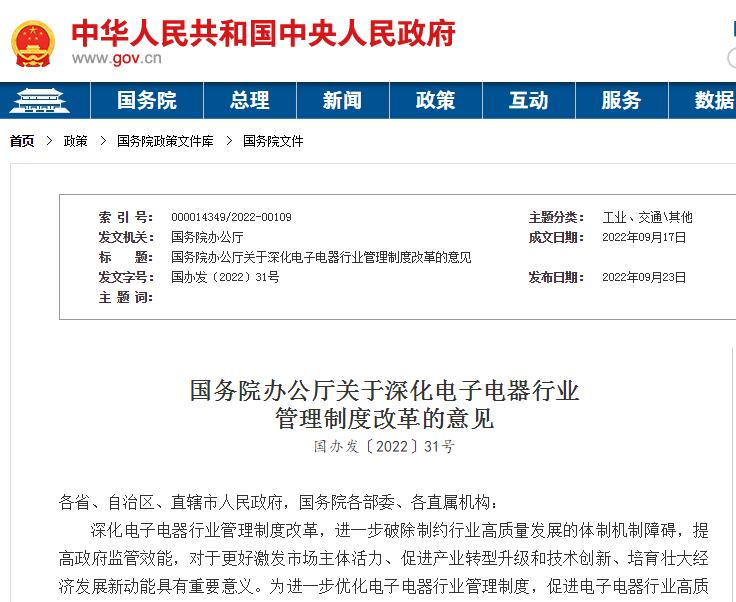 中华人民共和国中央人民政府
www.gov.cn
国务院 总理 新闻 政策 互动 服务 数据
首页 > 政策 > 国务院政策文件库 > 国务院文件
索 引 号： 000014349/2022-00109 主题分类： 工业、交通\其他
发文机关： 国务院办公厅 成文日期： 2022年09月17日
标 题： 国务院办公厅关于深化电子电器行业管理制度改革的意见
发文字号： 国办发〔2022〕31号 发布日期： 2022年09月23日
主 题 词：
国务院办公厅关于深化电子电器行业
管理制度改革的意见
国办发〔2022〕31号
各省、自治区、直辖市人民政府，国务院各部委、各直属机构：
深化电子电器行业管理制度改革，进一步破除制约行业高质量发展的体制机制障碍，提
高政府监管效能，对于更好激发市场主体活力、促进产业转型升级和技术创新、培育壮大经
济发展新动能具有重要意义。为进一步优化电子电器行业管理制度，促进电子电器行业高质